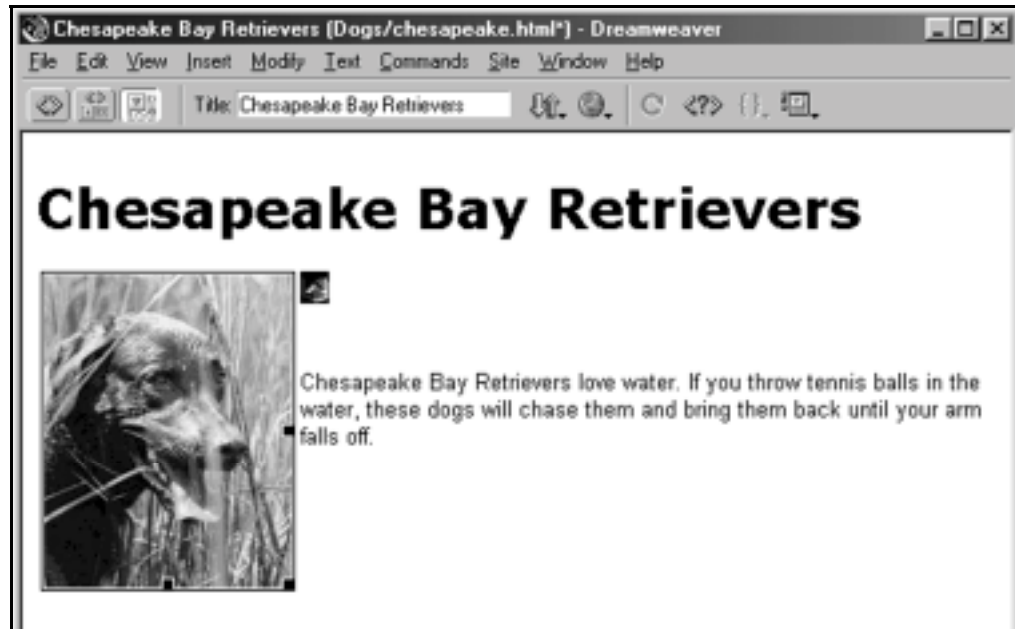 Chesapeake Bay Retrievers (Dogs/chesapeake.html*) - Dreamweaver
File Edit View Insert Modify Text Commands Site Window Help
Title: Chesapeake Bay Retrievers <?> { }
Chesapeake Bay Retrievers
Chesapeake Bay Retrievers love water. If you throw tennis balls in the
water, these dogs will chase them and bring them back until your arm
falls off.